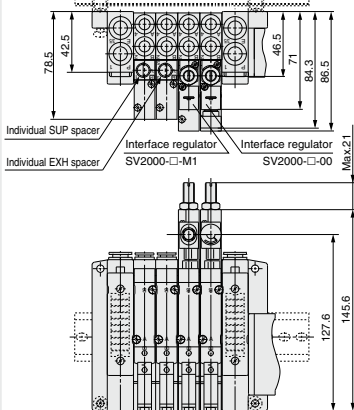 78.5
42.5
46.5
71
84.3
86.5
Individual SUP spacer
Individual EXH spacer
Interface regulator
SV2000-□-M1
Interface regulator
SV2000-□-00
Max.21
127.6
145.6